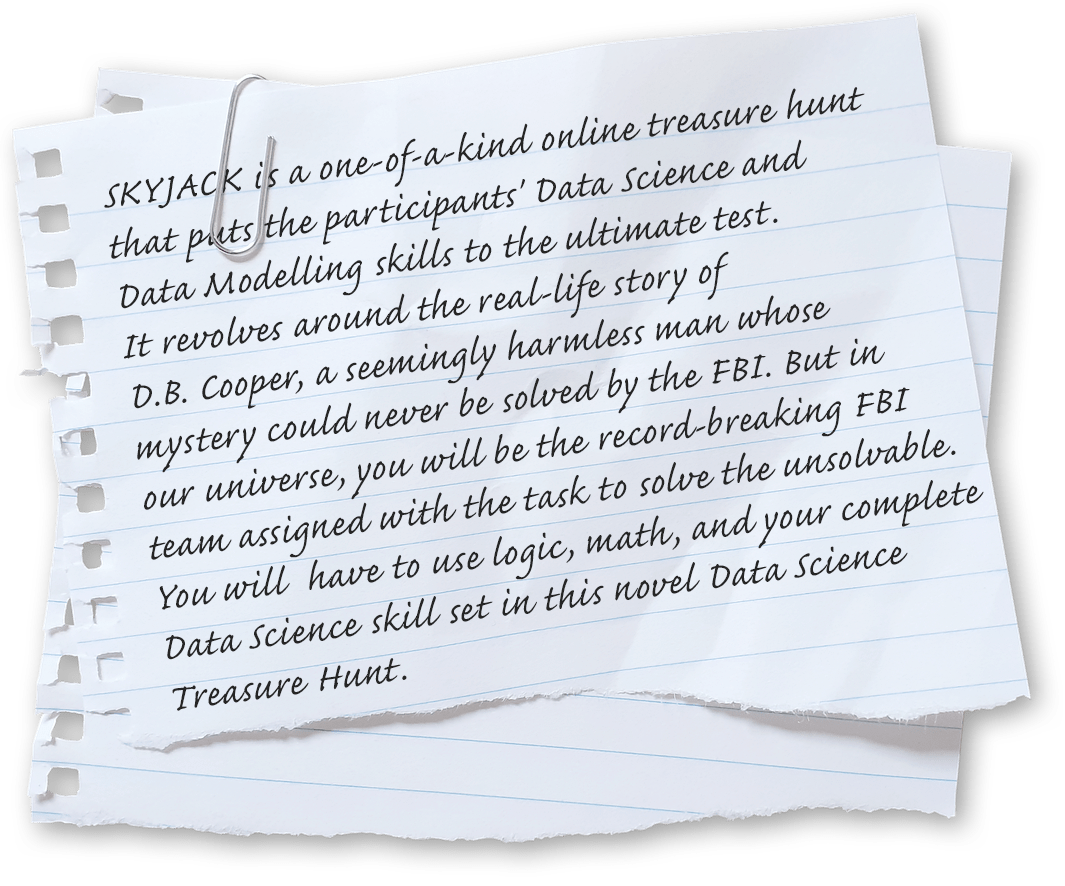 SKYJACK is a one-of-a-kind online treasure hunt
that puts the participants' Data Science and
Data Modelling skills to the ultimate test.
It revolves around the real-life story of
D.B. Cooper, a seemingly harmless man whose
mystery could never be solved by the FBI. But in
our universe, you will be the record-breaking FBI
team assigned with the task to solve the unsolvable.
You will  have to use logic, math, and your complete
Data Science skill set in this novel Data Science
Treasure Hunt.